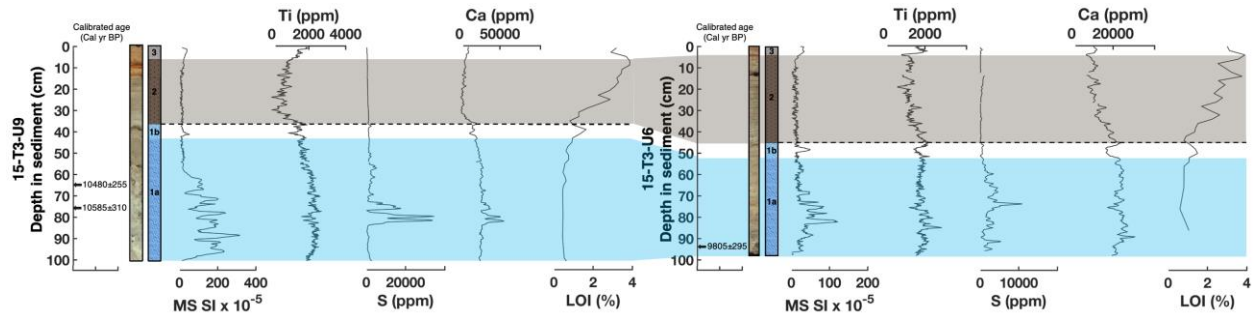 Calibrated age
(Cal yr BP)
15-T3-U9
Depth in sediment (cm)
0
10
20
30
40
50
60
70
80
90
100
10480±255
10585±310
3
2
1b
1a
Ti (ppm)
0 2000 4000
Ca (ppm)
0 50000
0 200 400
MS SI x 10⁻⁵
0 20000
S (ppm)
0 2 4
LOI (%)
Calibrated age
(Cal yr BP)
15-T3-U6
Depth in sediment (cm)
0
10
20
30
40
50
60
70
80
90
100
9805±295
3
2
1b
1a
Ti (ppm)
0 2000
Ca (ppm)
0 20000
0 100 200
MS SI x 10⁻⁵
0 10000
S (ppm)
0 2 4
LOI (%)